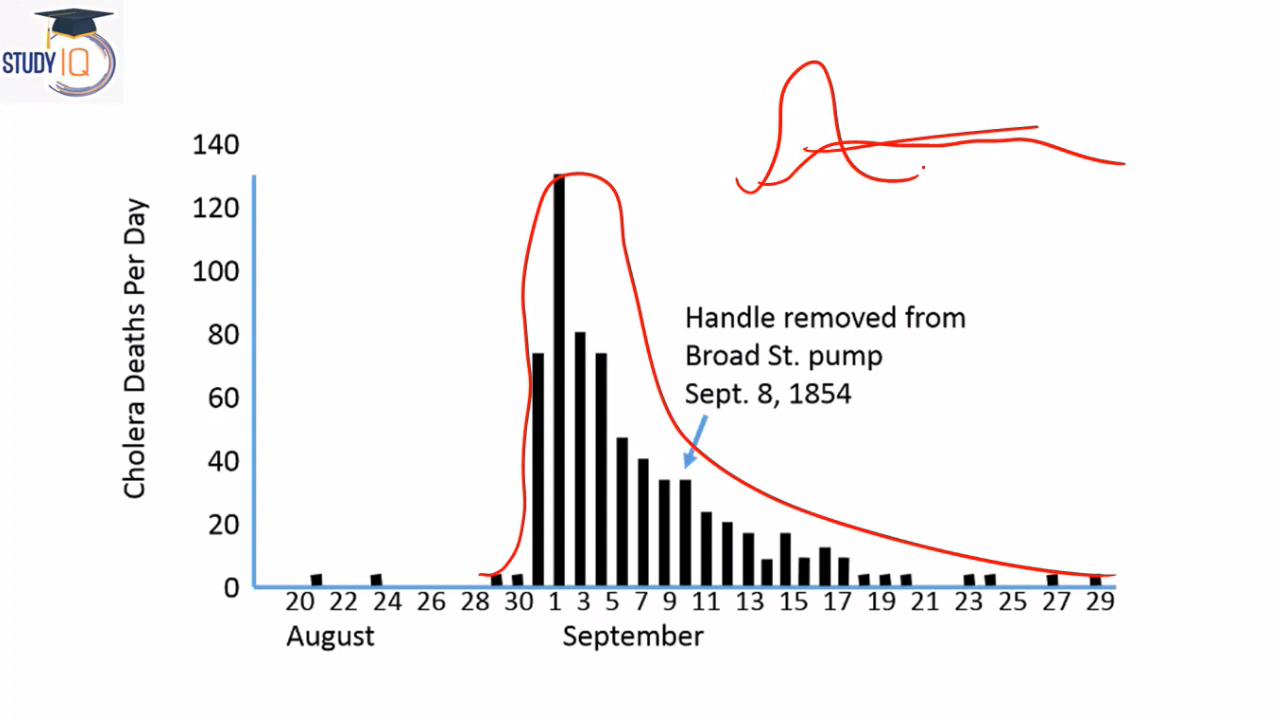 STUDY IQ
140
120
100
80
60
40
20
0
Cholera Deaths Per Day
Handle removed from
Broad St. pump
Sept. 8, 1854
20 22 24 26 28 30 1 3 5 7 9 11 13 15 17 19 21 23 25 27 29
August September